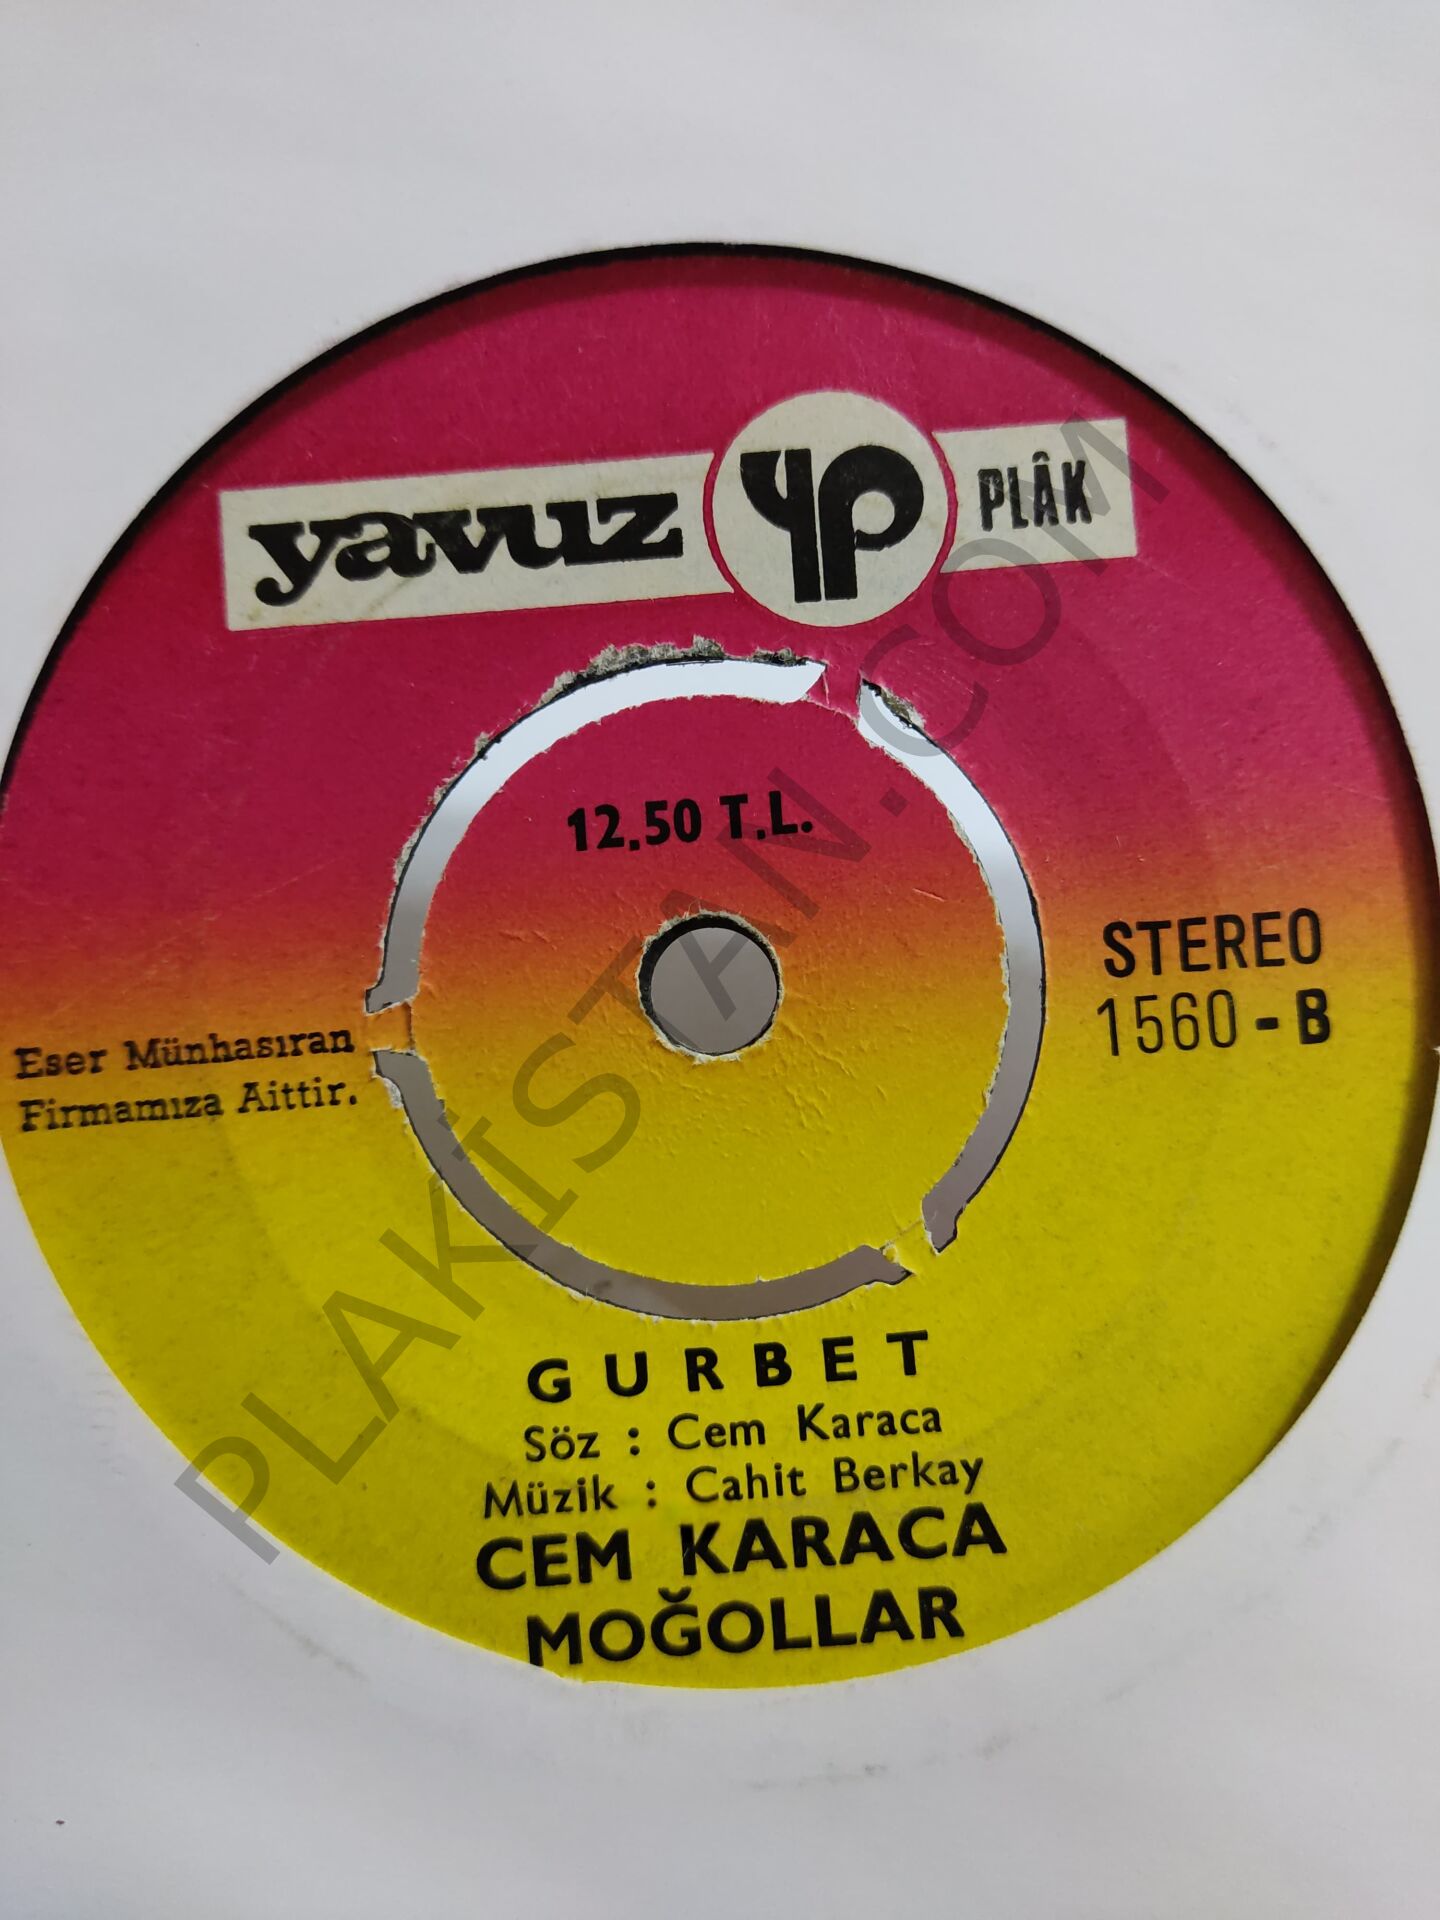 yavuz yp PLÂK
12.50 T.L.
STEREO
1560 - B
Eser Münhasıran
Firmamıza Aittir.
GURBET
Söz : Cem Karaca
Müzik : Cahit Berkay
CEM KARACA
MOĞOLLAR
PLAKİSTAN.COM